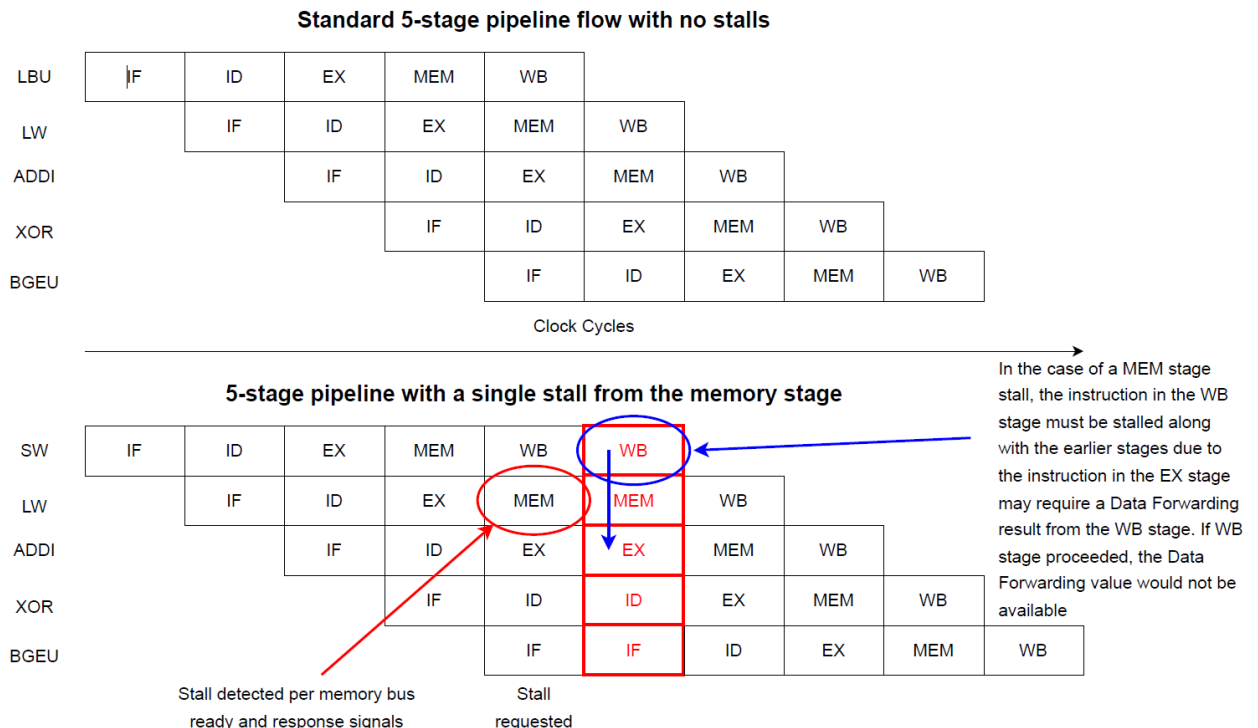 Standard 5-stage pipeline flow with no stalls
LBU IF ID EX MEM WB
LW IF ID EX MEM WB
ADDI IF ID EX MEM WB
XOR IF ID EX MEM WB
BGEU IF ID EX MEM WB
Clock Cycles
5-stage pipeline with a single stall from the memory stage
In the case of a MEM stage
stall, the instruction in the WB
stage must be stalled along
with the earlier stages due to
the instruction in the EX stage
may require a Data Forwarding
result from the WB stage. If WB
stage proceeded, the Data
Forwarding value would not be
available
SW IF ID EX MEM WB WB
LW IF ID EX MEM MEM WB
ADDI IF ID EX EX MEM WB
XOR IF ID ID EX MEM WB
BGEU IF IF ID EX MEM WB
Stall detected per memory bus
ready and response signals
Stall
requested